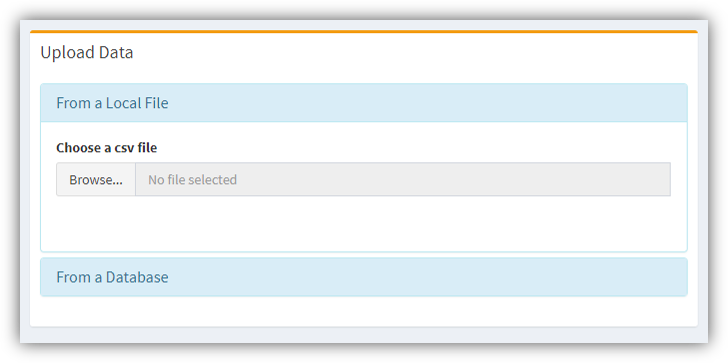 Upload Data
From a Local File
Choose a csv file
Browse... No file selected
From a Database